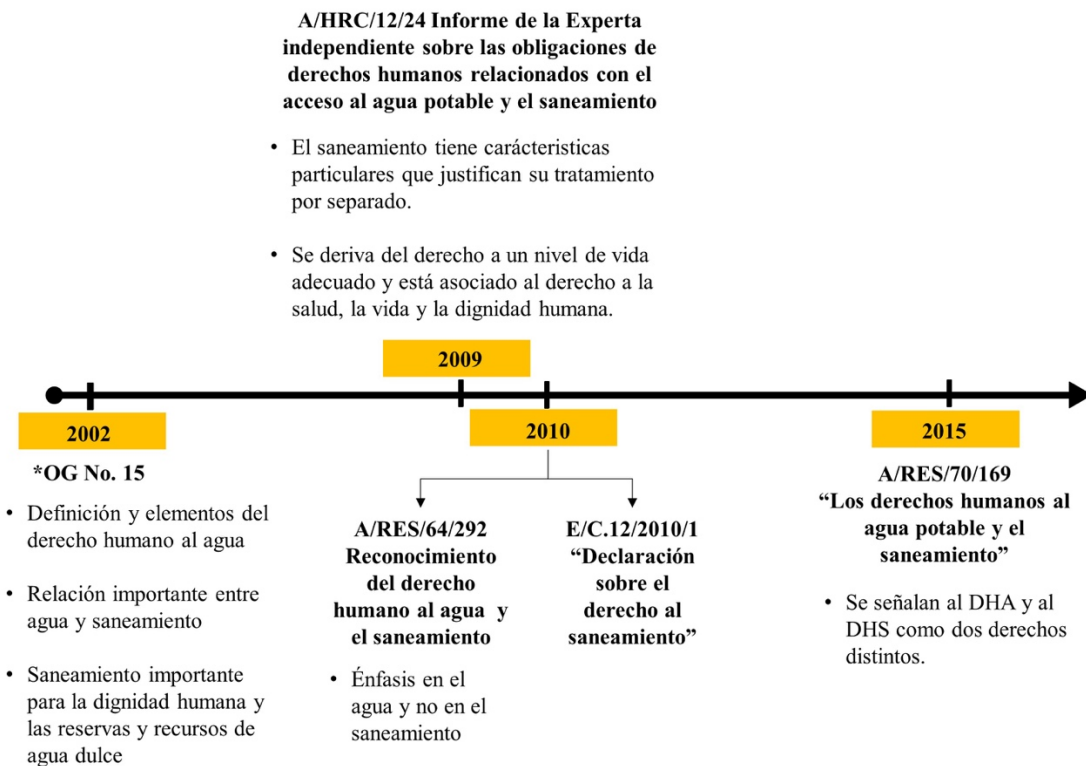 A/HRC/12/24 Informe de la Experta
independiente sobre las obligaciones de
derechos humanos relacionados con el
acceso al agua potable y el saneamiento
• El saneamiento tiene carácteristicas
particulares que justifican su tratamiento
por separado.
• Se deriva del derecho a un nivel de vida
adecuado y está asociado al derecho a la
salud, la vida y la dignidad humana.
2009
2002
2010
2015
*OG No. 15
• Definición y elementos del
derecho humano al agua
• Relación importante entre
agua y saneamiento
• Saneamiento importante
para la dignidad humana y
las reservas y recursos de
agua dulce
A/RES/64/292
Reconocimiento
del derecho
humano al agua y
el saneamiento
• Énfasis en el
agua y no en el
saneamiento
E/C.12/2010/1
“Declaración
sobre el
derecho al
saneamiento”
A/RES/70/169
“Los derechos humanos al
agua potable y el
saneamiento”
• Se señalan al DHA y al
DHS como dos derechos
distintos.